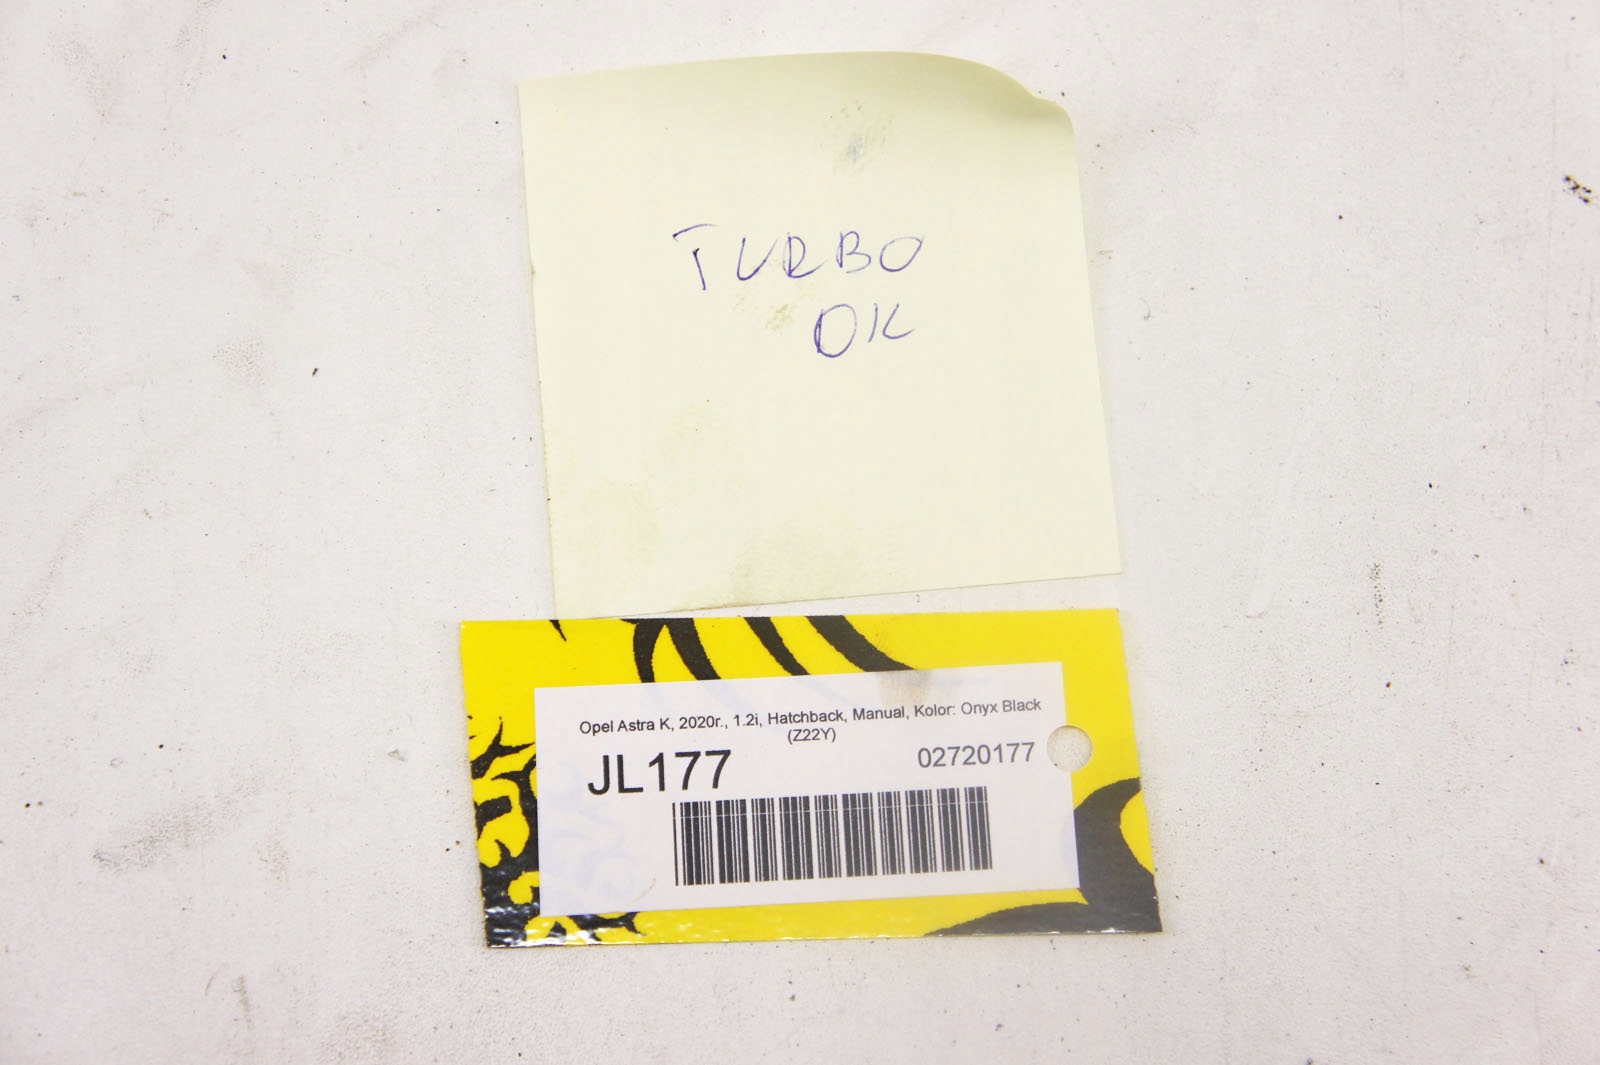 TURBO
OK
Opel Astra K, 2020r., 1.2i, Hatchback, Manual, Kolor: Onyx Black
(Z22Y)
JL177
02720177